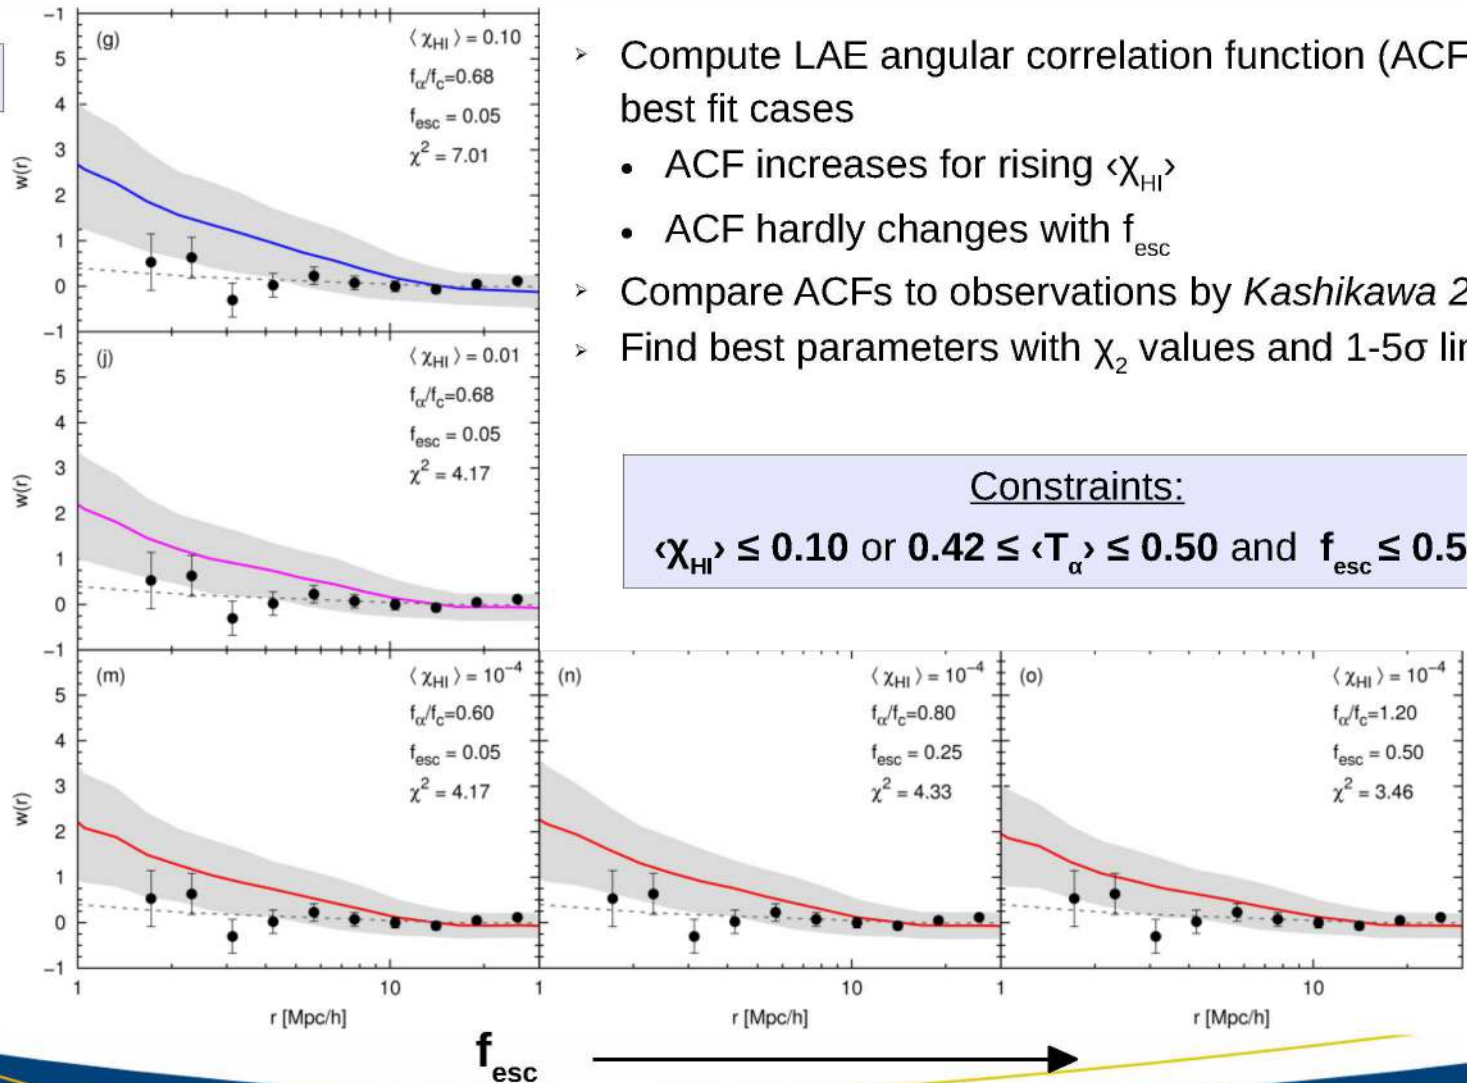 −1
(g)
⟨ χHI ⟩ = 0.10
fα/fc=0.68
fesc = 0.05
χ² = 7.01
5
4
3
2
1
0
−1
w(r)
(j)
⟨ χHI ⟩ = 0.01
fα/fc=0.68
fesc = 0.05
χ² = 4.17
5
4
3
2
1
0
−1
w(r)
(m)
⟨ χHI ⟩ = 10⁻⁴
fα/fc=0.60
fesc = 0.05
χ² = 4.17
5
4
3
2
1
0
−1
w(r)
1
10
r [Mpc/h]
(n)
⟨ χHI ⟩ = 10⁻⁴
fα/fc=0.80
fesc = 0.25
χ² = 4.33
1
10
r [Mpc/h]
(o)
⟨ χHI ⟩ = 10⁻⁴
fα/fc=1.20
fesc = 0.50
χ² = 3.46
1
10
r [Mpc/h]
fesc
➢ Compute LAE angular correlation function (ACF
best fit cases
• ACF increases for rising ‹χHI›
• ACF hardly changes with fesc
➢ Compare ACFs to observations by Kashikawa 2
➢ Find best parameters with χ₂ values and 1-5σ
Constraints:
‹χHI› ≤ 0.10 or 0.42 ≤ ‹Tα› ≤ 0.50 and fesc ≤ 0.5